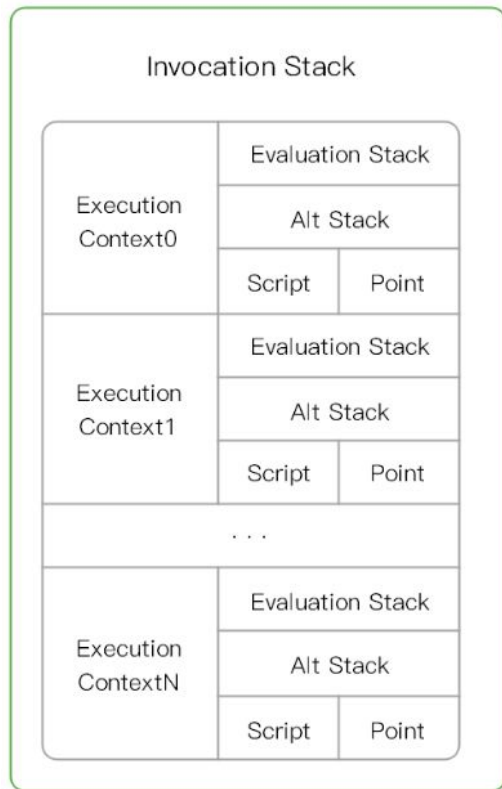 Invocation Stack
Execution
Context0
Evaluation Stack
Alt Stack
Script
Point
Execution
Context1
Evaluation Stack
Alt Stack
Script
Point
. . .
Execution
ContextN
Evaluation Stack
Alt Stack
Script
Point